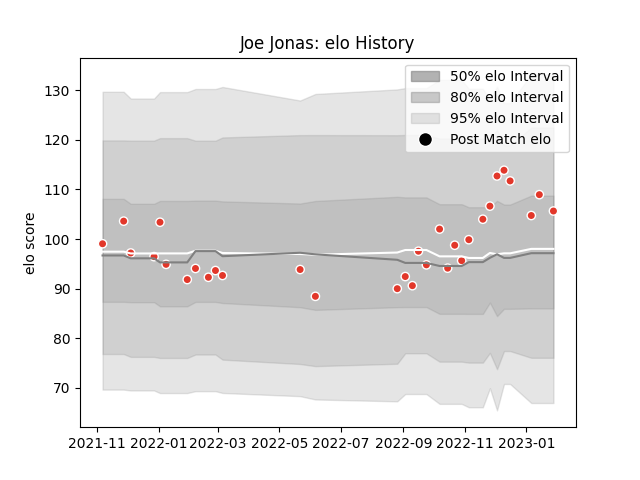 Joe Jonas: elo History
50% elo Interval
80% elo Interval
95% elo Interval
Post Match elo
elo score
130
120
110
100
90
80
70
2021-11 2022-01 2022-03 2022-05 2022-07 2022-09 2022-11 2023-01